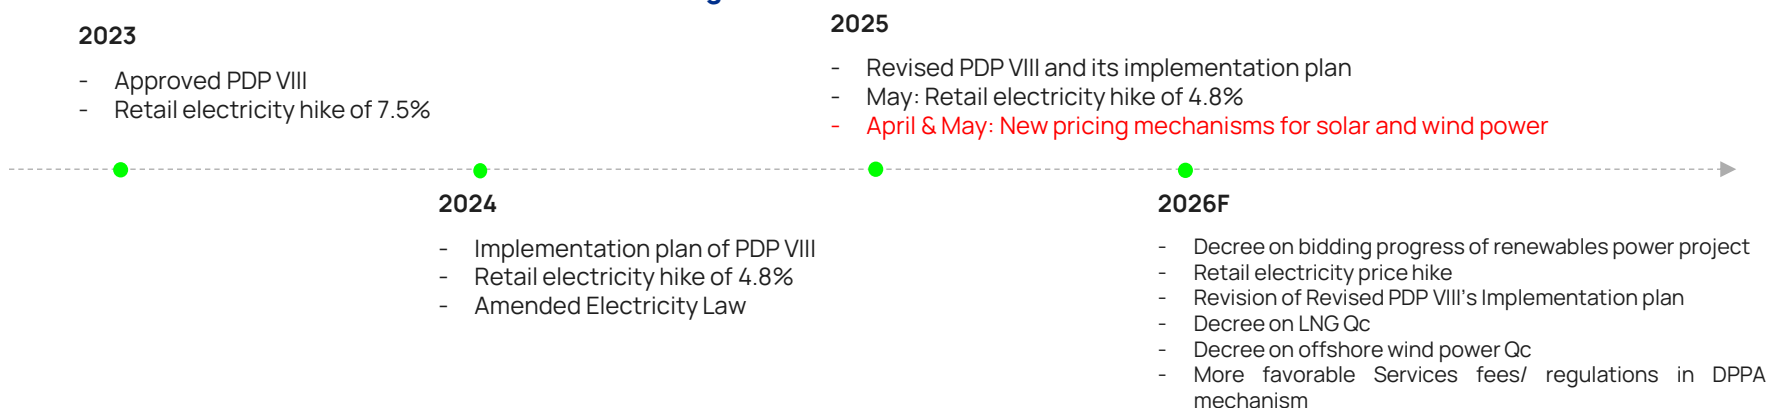 2023
- Approved PDP VIII
- Retail electricity hike of 7.5%
2025
- Revised PDP VIII and its implementation plan
- May: Retail electricity hike of 4.8%
- April & May: New pricing mechanisms for solar and wind power
2024
- Implementation plan of PDP VIII
- Retail electricity hike of 4.8%
- Amended Electricity Law
2026F
- Decree on bidding progress of renewables power project
- Retail electricity price hike
- Revision of Revised PDP VIII's Implementation plan
- Decree on LNG Qc
- Decree on offshore wind power Qc
- More favorable Services fees/ regulations in DPPA
mechanism